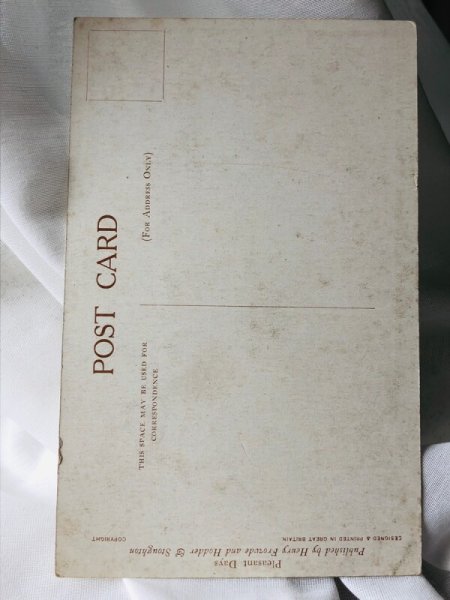 POST CARD
THIS SPACE MAY BE USED FOR
CORRESPONDENCE
(FOR ADDRESS ONLY)
Pleasant Days
Published by Henry Frowde and Hodder & Stoughton
COPYRIGHT
DESIGNED & PRINTED IN GREAT BRITAIN.